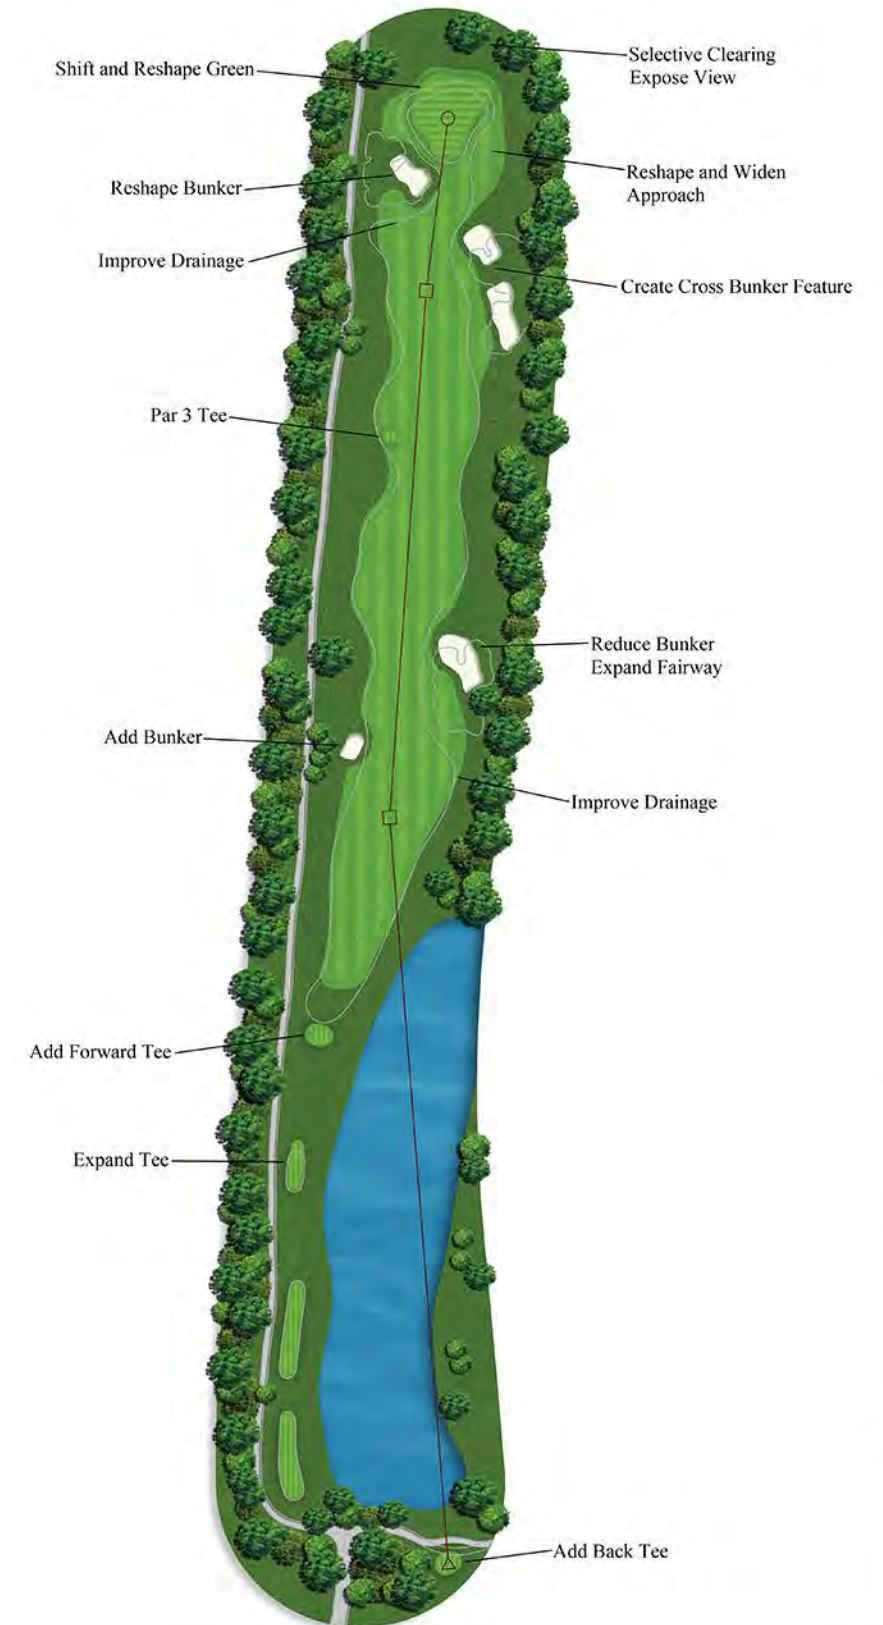 Selective Clearing
Expose View
Shift and Reshape Green
Reshape and Widen
Approach
Reshape Bunker
Improve Drainage
Create Cross Bunker Feature
Par 3 Tee
Reduce Bunker
Expand Fairway
Add Bunker
Improve Drainage
Add Forward Tee
Expand Tee
Add Back Tee